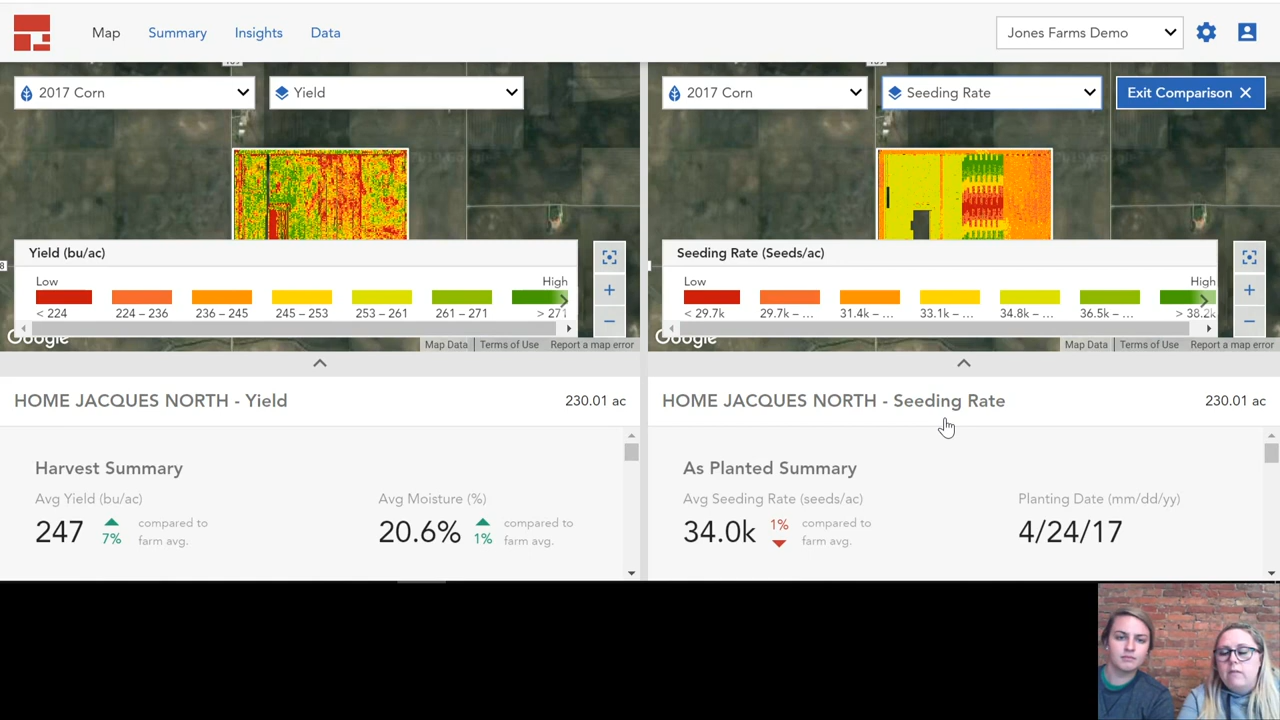 Map Summary Insights Data Jones Farms Demo
2017 Corn Yield
2017 Corn Seeding Rate Exit Comparison
Yield (bu/ac)
Low High
< 224 224 – 236 236 – 245 245 – 253 253 – 261 261 – 271 > 271
Google
Map Data Terms of Use Report a map error
Seeding Rate (Seeds/ac)
Low High
< 29.7k 29.7k – ... 31.4k – ... 33.1k – ... 34.8k – ... 36.5k – ... > 38.2k
Google
Map Data Terms of Use Report a map error
HOME JACQUES NORTH - Yield 230.01 ac
Harvest Summary
Avg Yield (bu/ac) Avg Moisture (%)
247 7% compared to farm avg. 20.6% 1% compared to farm avg.
HOME JACQUES NORTH - Seeding Rate 230.01 ac
As Planted Summary
Avg Seeding Rate (seeds/ac) Planting Date (mm/dd/yy)
34.0k 1% compared to farm avg. 4/24/17